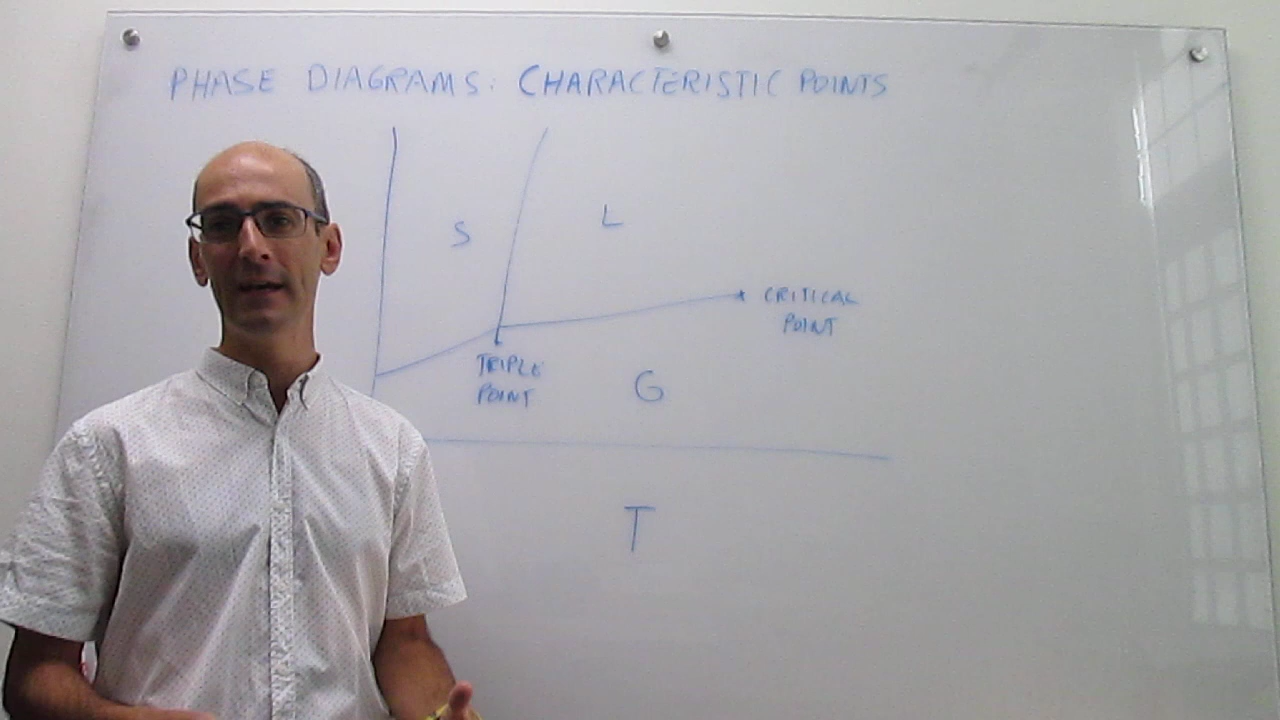 PHASE DIAGRAMS: CHARACTERISTIC POINTS
S
L
CRITICAL
POINT
TRIPLE
POINT
G
T